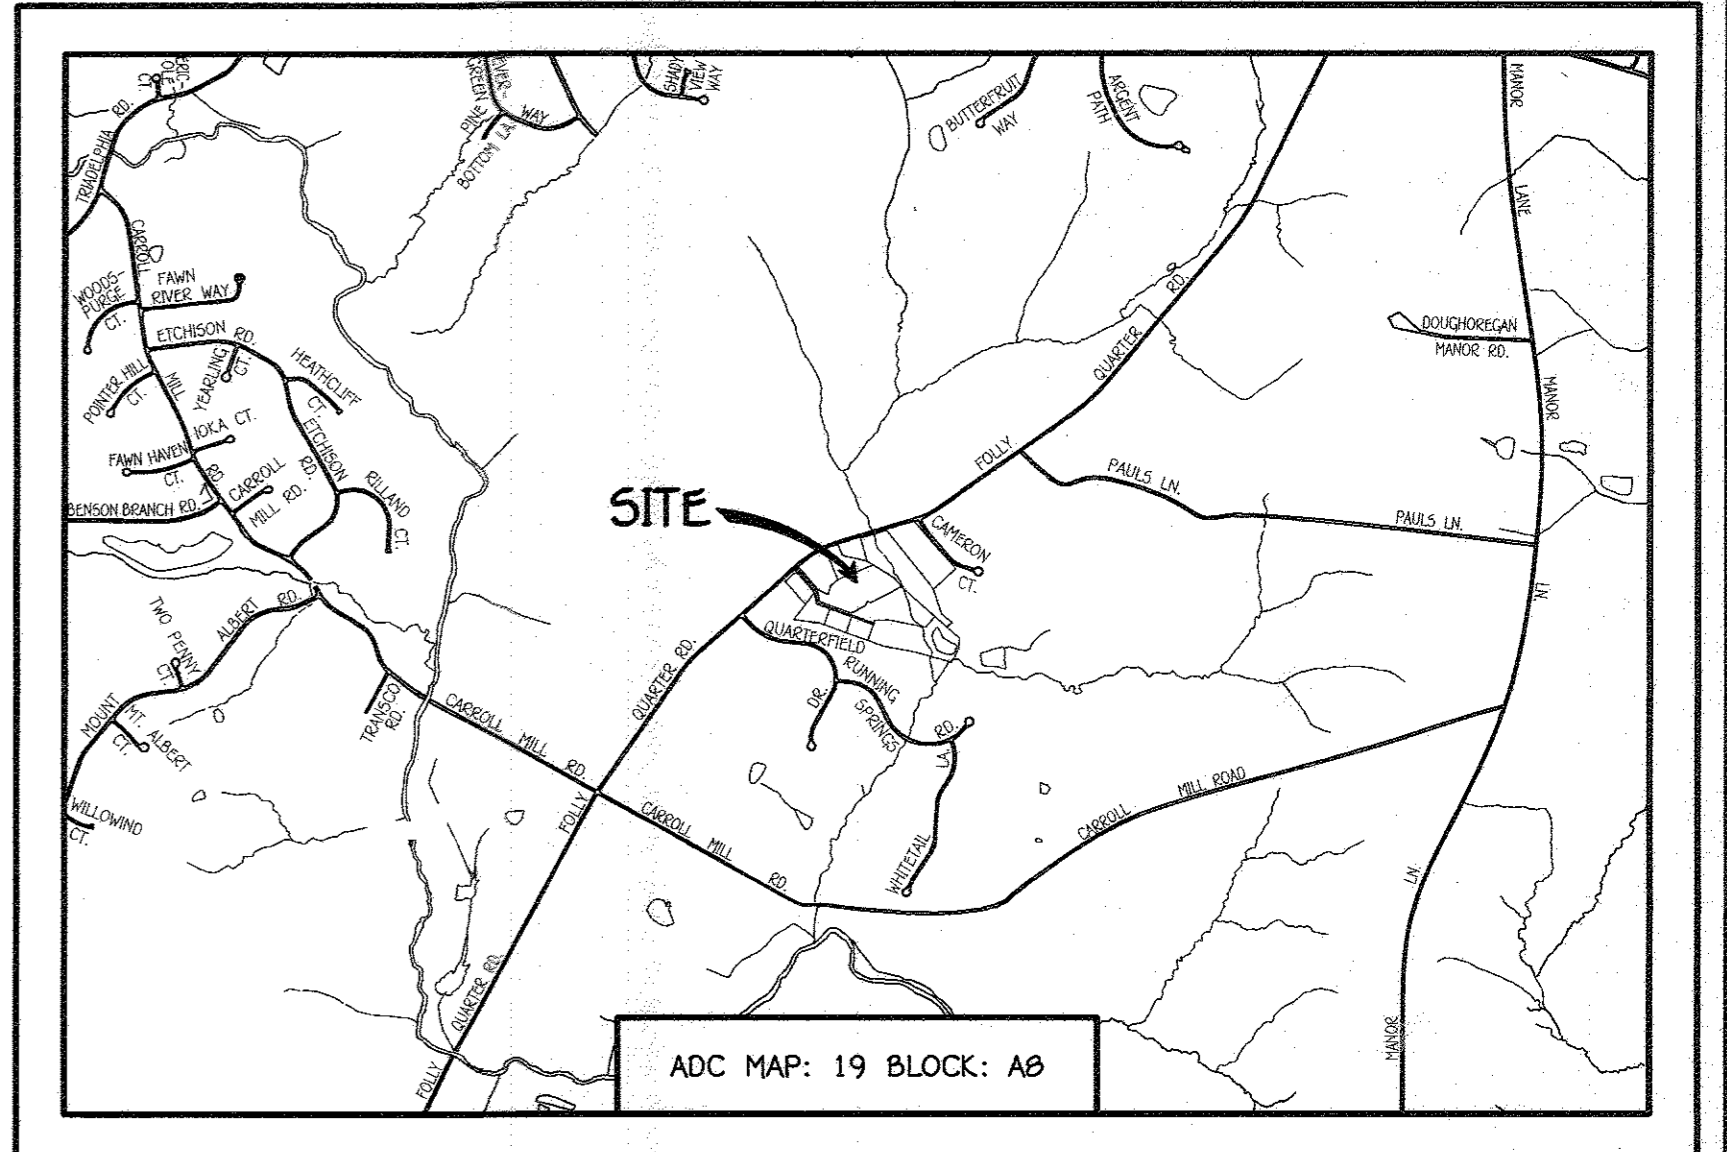 ERIC-
OLE
CT.
TRIADELPHIA RD.
EVER-
GREEN
PINE
WAY
BOTTOM LA
SHADY
VIEW
WAY
BUTTERFRUIT
WAY
ARGENT
PATH
MANOR
LANE
CARROLL
WOODS-
PURGE
CT.
FAWN
RIVER WAY
ETCHISON RD.
YEARLING
CT.
HEATHCLIFF
CT.
POINTER HILL
CT.
MILL
IOKA CT.
FAWN HAVEN
CT.
RD.
CARROLL
MILL RD.
ETCHISON
RD.
RILLAND
CT.
BENSON BRANCH RD.
QUARTER
RD.
FOLLY
DOUGHOREGAN
MANOR RD.
MANOR
LN.
PAULS LN.
PAULS LN.
SITE
CAMERON
CT.
TWO PENNY
CT.
ALBERT RD.
MOUNT
MT. ALBERT
CT.
WILLOWIND
CT.
TRANSCO
RD.
CARROLL MILL RD.
QUARTER RD.
FOLLY
QUARTERFIELD
DR.
RUNNING
SPRINGS
RD.
LA.
WHITETAIL
CARROLL MILL RD.
CARROLL MILL ROAD
LN.
MANOR
QUARTER RD.
FOLLY
ADC MAP: 19 BLOCK: A8